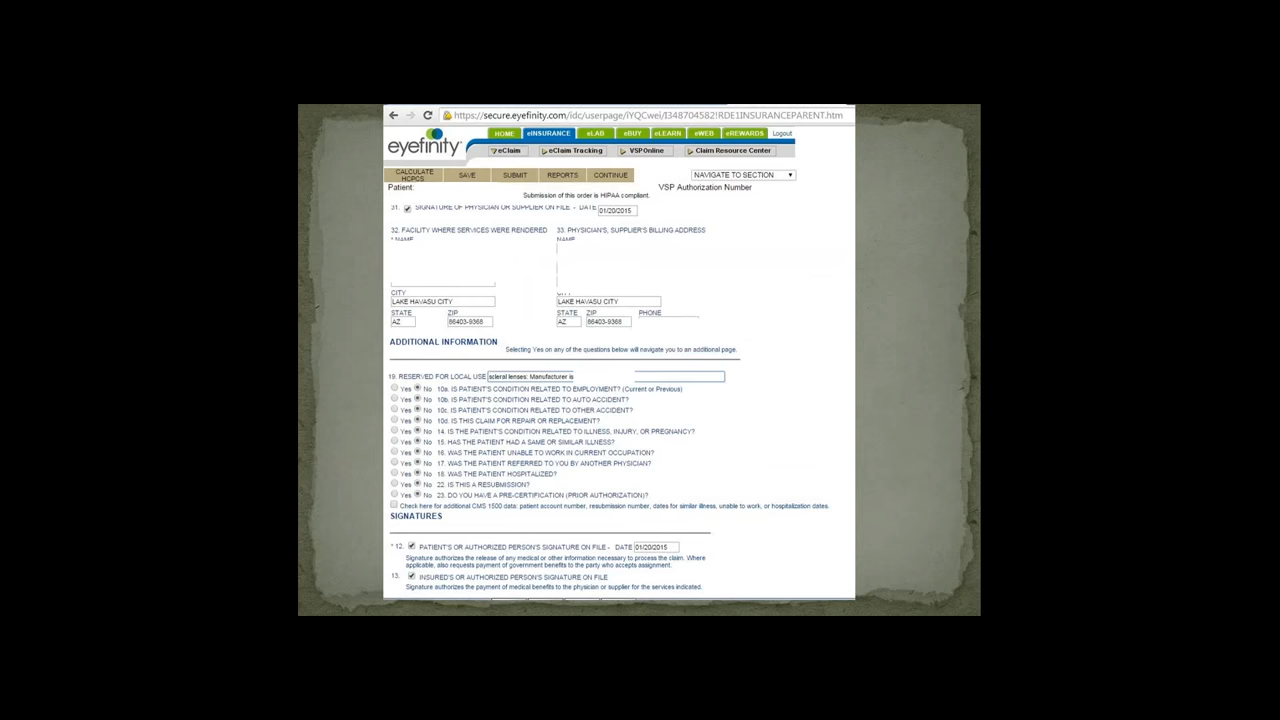 https://secure.eyefinity.com/idc/userpage/iYQCwei/I348704582!RDE1INSURANCEPARENT.htm
HOME eINSURANCE eLAB eBUY eLEARN eWEB eREWARDS Logout
eyefinity
eClaim eClaim Tracking VSPOnline Claim Resource Center
CALCULATE HCPCS SAVE SUBMIT REPORTS CONTINUE NAVIGATE TO SECTION
Patient: VSP Authorization Number
Submission of this order is HIPAA compliant.
31. SIGNATURE OF PHYSICIAN OR SUPPLIER ON FILE - DATE 01/20/2015
32. FACILITY WHERE SERVICES WERE RENDERED 33. PHYSICIAN'S, SUPPLIER'S BILLING ADDRESS
* NAME NAME
CITY CITY
LAKE HAVASU CITY LAKE HAVASU CITY
STATE ZIP STATE ZIP PHONE
AZ 86403-9368 AZ 86403-9368
ADDITIONAL INFORMATION
Selecting Yes on any of the questions below will navigate you to an additional page.
19. RESERVED FOR LOCAL USE scleral lenses: Manufacturer is
Yes No 10a. IS PATIENT'S CONDITION RELATED TO EMPLOYMENT? (Current or Previous)
Yes No 10b. IS PATIENT'S CONDITION RELATED TO AUTO ACCIDENT?
Yes No 10c. IS PATIENT'S CONDITION RELATED TO OTHER ACCIDENT?
Yes No 10d. IS THIS CLAIM FOR REPAIR OR REPLACEMENT?
Yes No 14. IS THE PATIENT'S CONDITION RELATED TO ILLNESS, INJURY, OR PREGNANCY?
Yes No 15. HAS THE PATIENT HAD A SAME OR SIMILAR ILLNESS?
Yes No 16. WAS THE PATIENT UNABLE TO WORK IN CURRENT OCCUPATION?
Yes No 17. WAS THE PATIENT REFERRED TO YOU BY ANOTHER PHYSICIAN?
Yes No 18. WAS THE PATIENT HOSPITALIZED?
Yes No 22. IS THIS A RESUBMISSION?
Yes No 23. DO YOU HAVE A PRE-CERTIFICATION (PRIOR AUTHORIZATION)?
Check here for additional CMS 1500 data: patient account number, resubmission number, dates for similar illness, unable to work, or hospitalization dates.
SIGNATURES
* 12. PATIENT'S OR AUTHORIZED PERSON'S SIGNATURE ON FILE - DATE 01/20/2015
Signature authorizes the release of any medical or other information necessary to process the claim. Where
applicable, also requests payment of government benefits to the party who accepts assignment.
13. INSURED'S OR AUTHORIZED PERSON'S SIGNATURE ON FILE
Signature authorizes the payment of medical benefits to the physician or supplier for the services indicated.